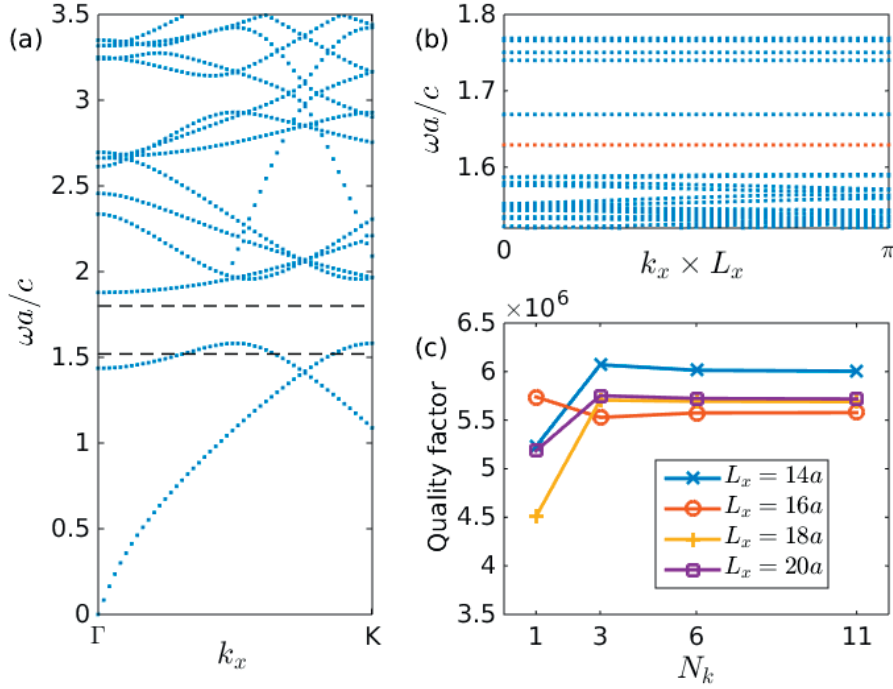 (a)
3.5
3
2.5
2
1.5
1
0.5
0
ωa/c
Γ
K
k_x
(b)
1.8
1.7
1.6
ωa/c
0
π
k_x × L_x
(c)
×10^6
6.5
6
5.5
5
4.5
4
3.5
Quality factor
L_x = 14a
L_x = 16a
L_x = 18a
L_x = 20a
1
3
6
11
N_k